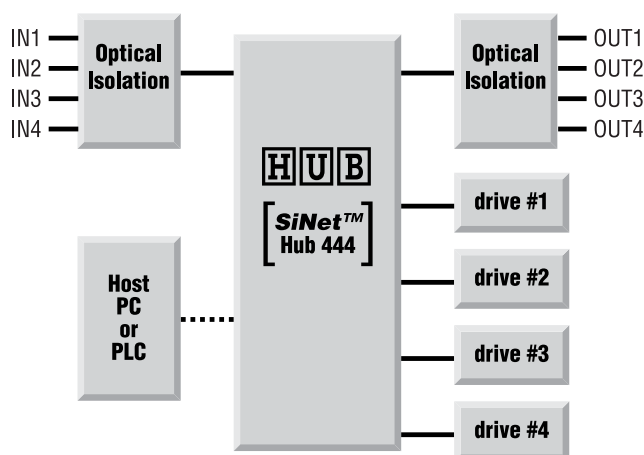 IN1
IN2
IN3
IN4
Optical
Isolation
HUB
SiNet™
Hub 444
Optical
Isolation
OUT1
OUT2
OUT3
OUT4
Host
PC
or
PLC
drive #1
drive #2
drive #3
drive #4